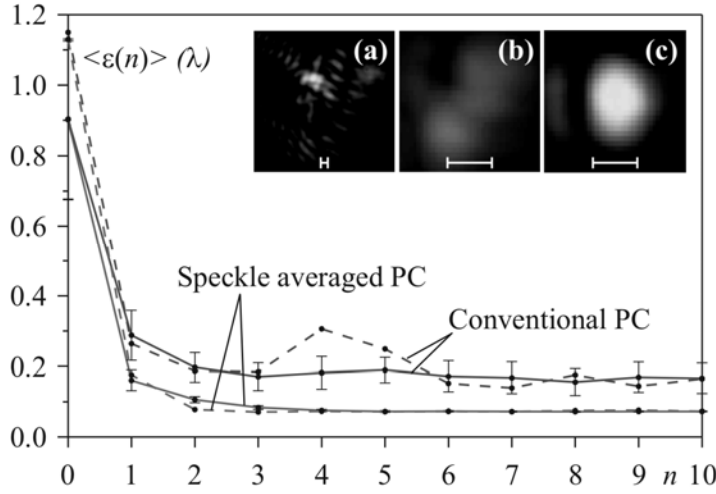 1.2
<ε(n)> (λ)
(a)
(b)
(c)
1.0
0.8
0.6
0.4
Speckle averaged PC
Conventional PC
0.2
0.0
0 1 2 3 4 5 6 7 8 9 n 10